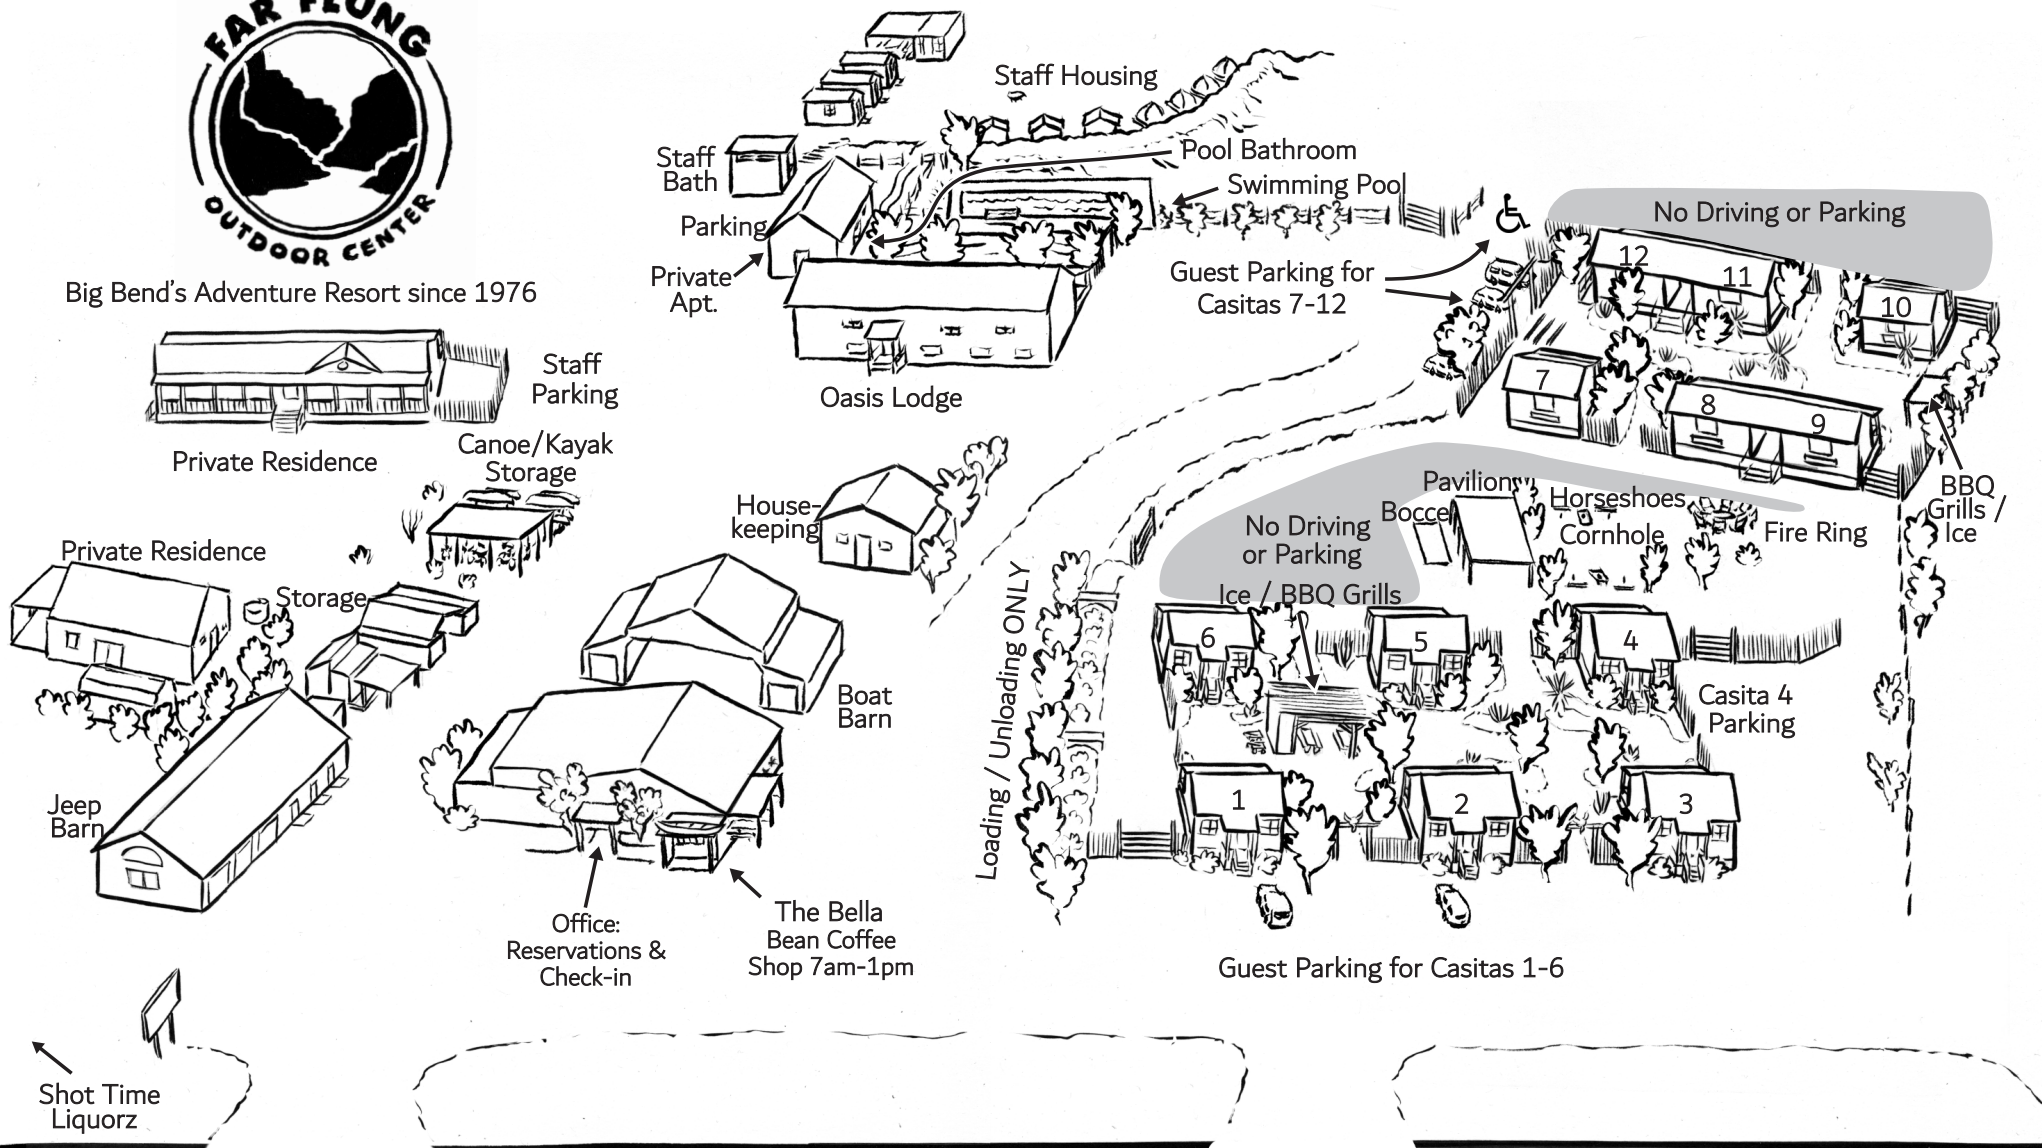 FAR FLUNG
OUTDOOR CENTER
Big Bend's Adventure Resort since 1976
Staff Housing
Staff
Bath
Parking
Private
Apt.
Pool Bathroom
Swimming Pool
Oasis Lodge
Guest Parking for
Casitas 7-12
No Driving or Parking
12
11
10
7
8
9
BBQ
Grills /
Ice
Staff
Parking
Private Residence
Canoe/Kayak
Storage
House-
keeping
Private Residence
Storage
Boat
Barn
Jeep
Barn
Office:
Reservations &
Check-in
The Bella
Bean Coffee
Shop 7am-1pm
Loading / Unloading ONLY
No Driving
or Parking
Pavilion
Bocce
Horseshoes
Cornhole
Fire Ring
Ice / BBQ Grills
6
5
4
Casita 4
Parking
1
2
3
Guest Parking for Casitas 1-6
Shot Time
Liquorz